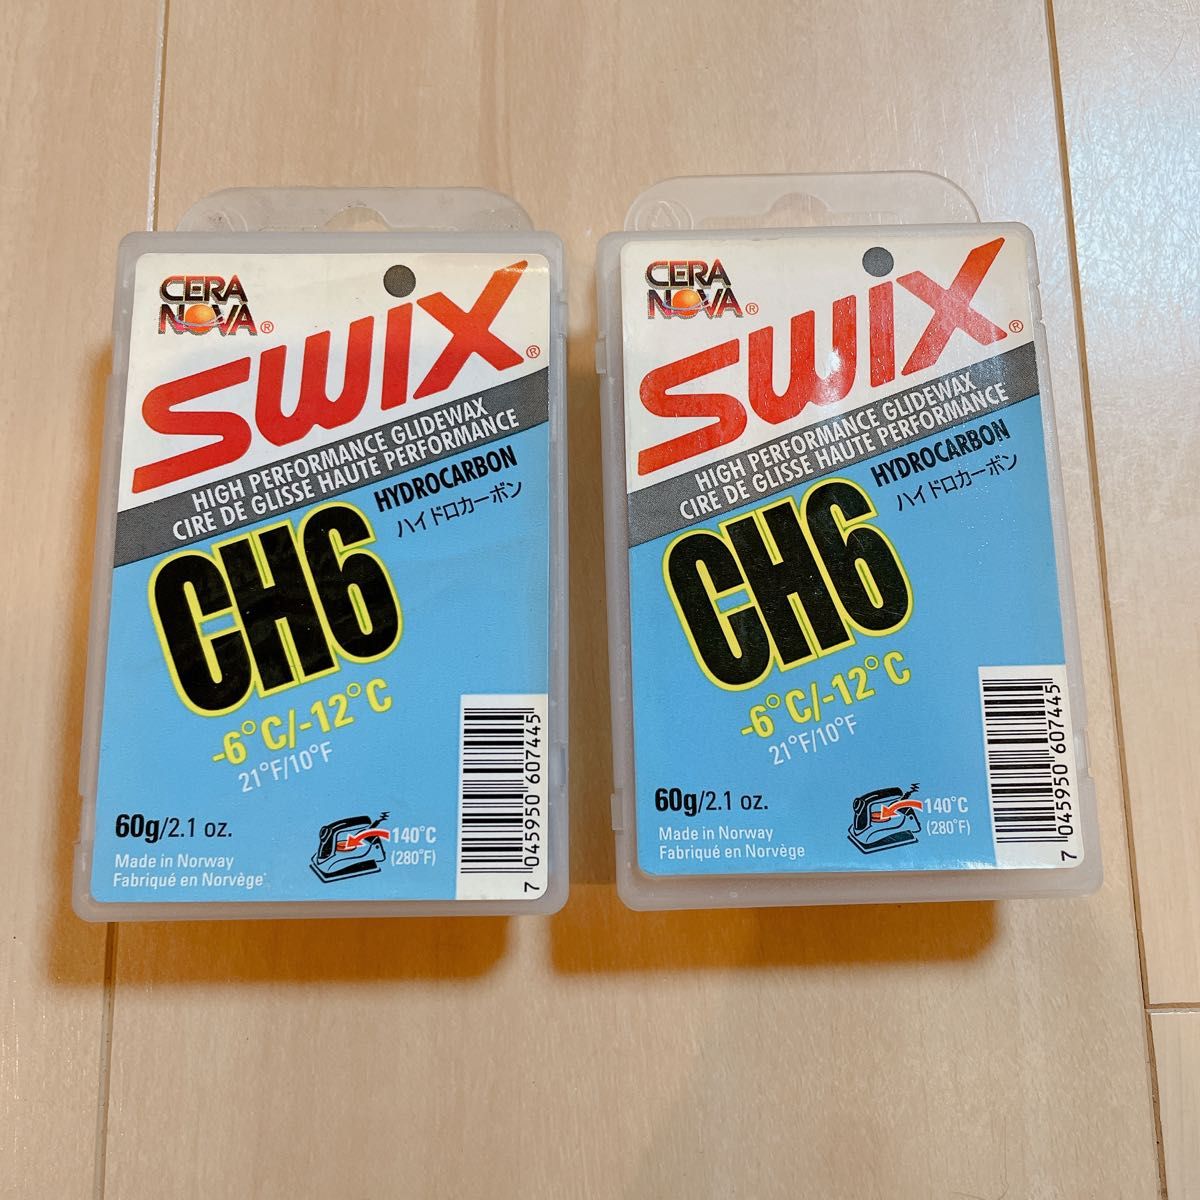 CERA
NOVA®
SWIX®
HIGH PERFORMANCE GLIDEWAX
CIRE DE GLISSE HAUTE PERFORMANCE
HYDROCARBON
ハイドロカーボン
CH6
-6°C/-12°C
21°F/10°F
60g/2.1 oz.
140°C
(280°F)
Made in Norway
Fabriqué en Norvège
7 045950 607445
CERA
NOVA®
SWIX®
HIGH PERFORMANCE GLIDEWAX
CIRE DE GLISSE HAUTE PERFORMANCE
HYDROCARBON
ハイドロカーボン
CH6
-6°C/-12°C
21°F/10°F
60g/2.1 oz.
140°C
(280°F)
Made in Norway
Fabriqué en Norvège
7 045950 607445